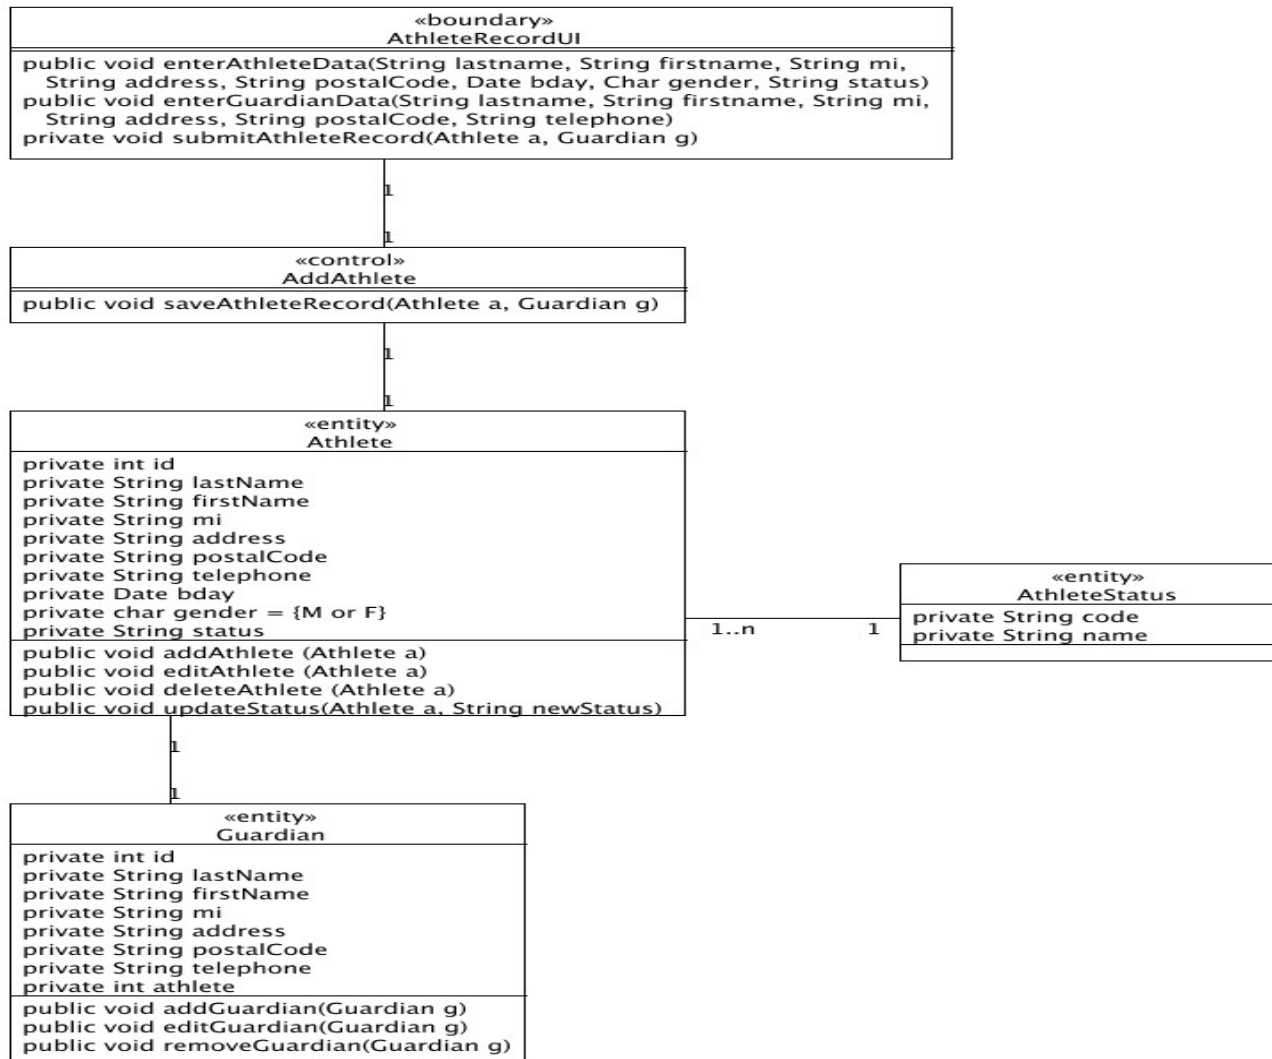 «boundary»
AthleteRecordUI
public void enterAthleteData(String lastname, String firstname, String mi,
String address, String postalCode, Date bday, Char gender, String status)
public void enterGuardianData(String lastname, String firstname, String mi,
String address, String postalCode, String telephone)
private void submitAthleteRecord(Athlete a, Guardian g)
1
1
«control»
AddAthlete
public void saveAthleteRecord(Athlete a, Guardian g)
1
1
«entity»
Athlete
private int id
private String lastName
private String firstName
private String mi
private String address
private String postalCode
private String telephone
private Date bday
private char gender = {M or F}
private String status
public void addAthlete (Athlete a)
public void editAthlete (Athlete a)
public void deleteAthlete (Athlete a)
public void updateStatus(Athlete a, String newStatus)
1..n
1
«entity»
AthleteStatus
private String code
private String name
1
1
«entity»
Guardian
private int id
private String lastName
private String firstName
private String mi
private String address
private String postalCode
private String telephone
private int athlete
public void addGuardian(Guardian g)
public void editGuardian(Guardian g)
public void removeGuardian(Guardian g)